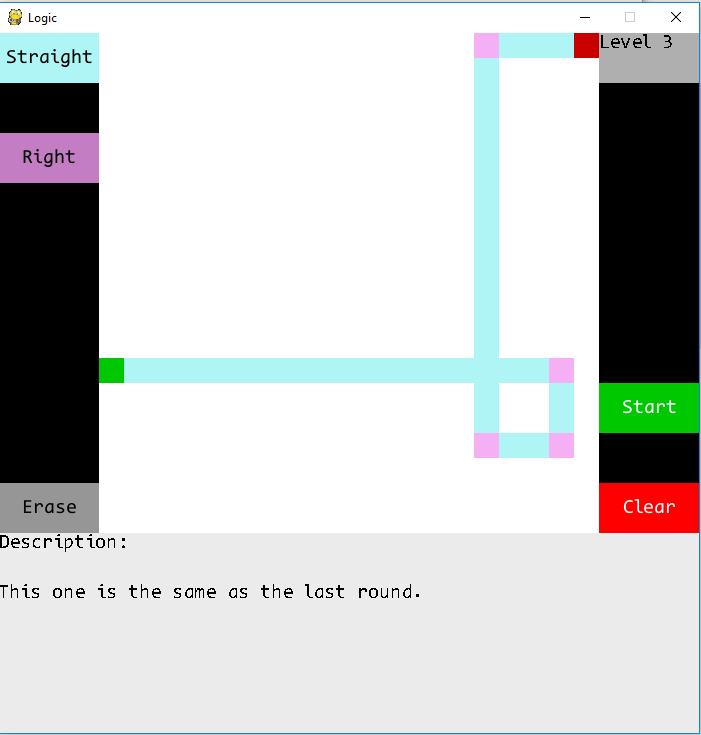 Logic
Straight
Level 3
Right
Start
Erase
Clear
Description:
This one is the same as the last round.